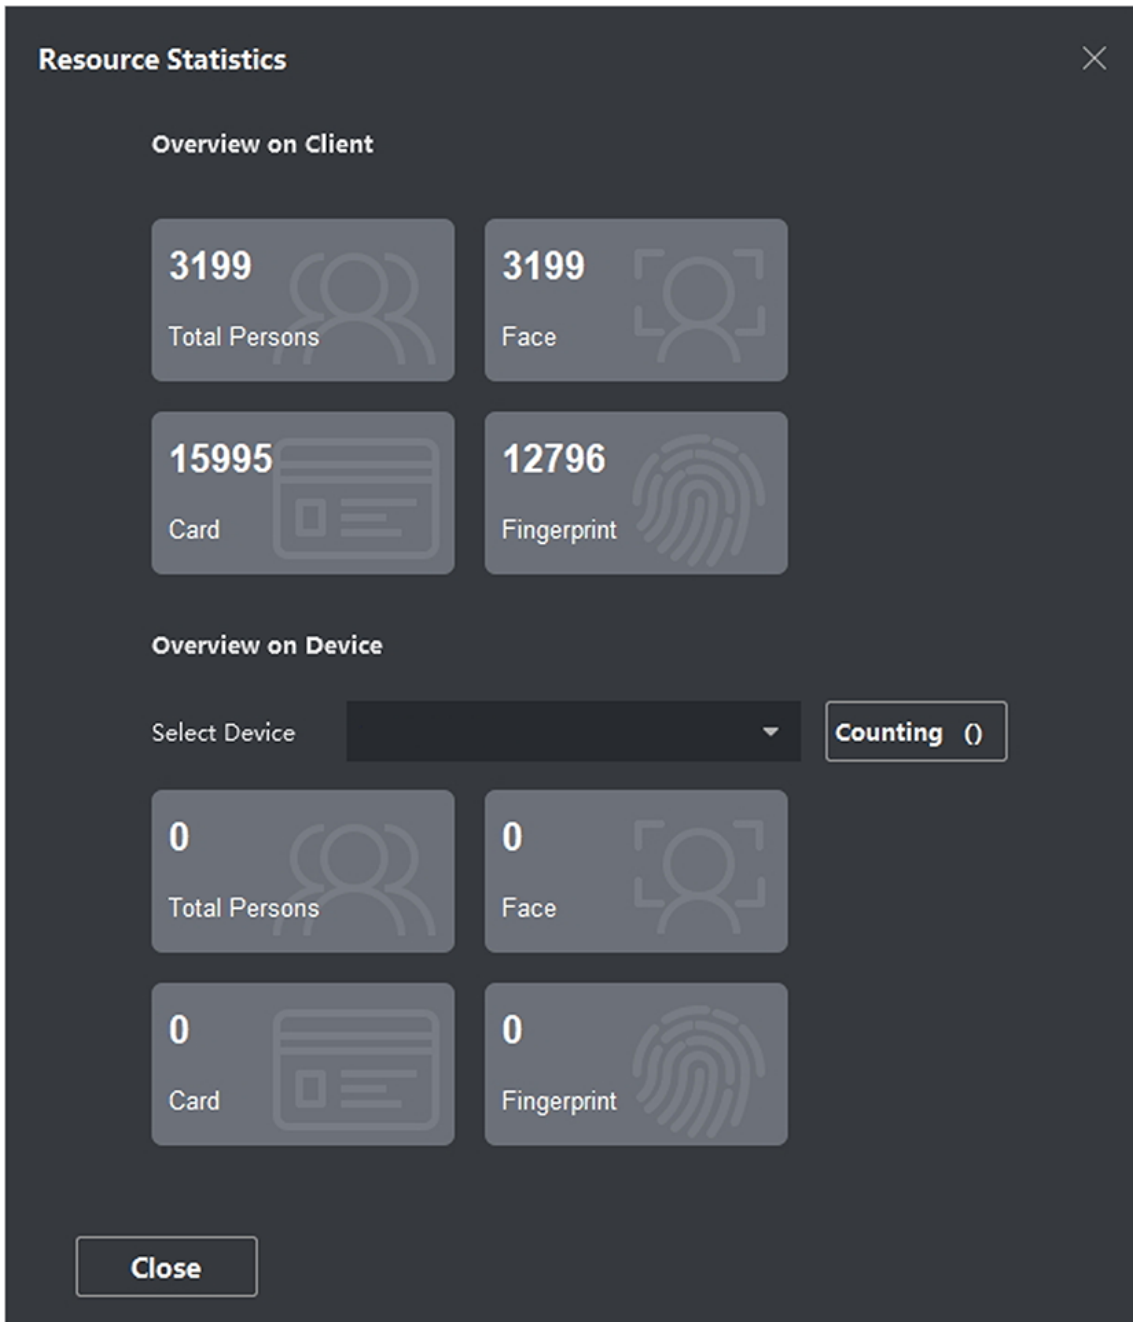 Resource Statistics
Overview on Client
3199
Total Persons
3199
Face
15995
Card
12796
Fingerprint
Overview on Device
Select Device
Counting ()
0
Total Persons
0
Face
0
Card
0
Fingerprint
Close